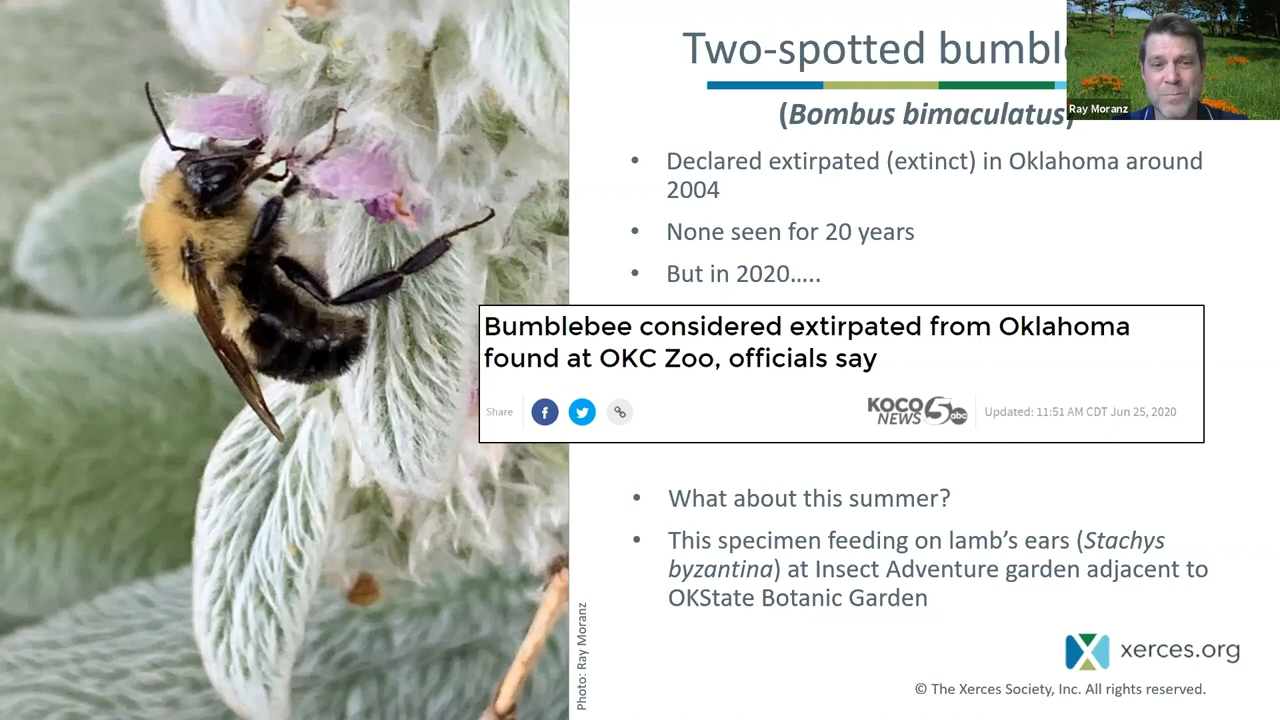 Two-spotted bumbl
Ray Moranz
(Bombus bimaculatus)
• Declared extirpated (extinct) in Oklahoma around
2004
• None seen for 20 years
• But in 2020.....
Bumblebee considered extirpated from Oklahoma
found at OKC Zoo, officials say
Share
KOCO NEWS 5 abc
Updated: 11:51 AM CDT Jun 25, 2020
• What about this summer?
• This specimen feeding on lamb’s ears (Stachys
byzantina) at Insect Adventure garden adjacent to
OKState Botanic Garden
Photo: Ray Moranz
xerces.org
© The Xerces Society, Inc. All rights reserved.